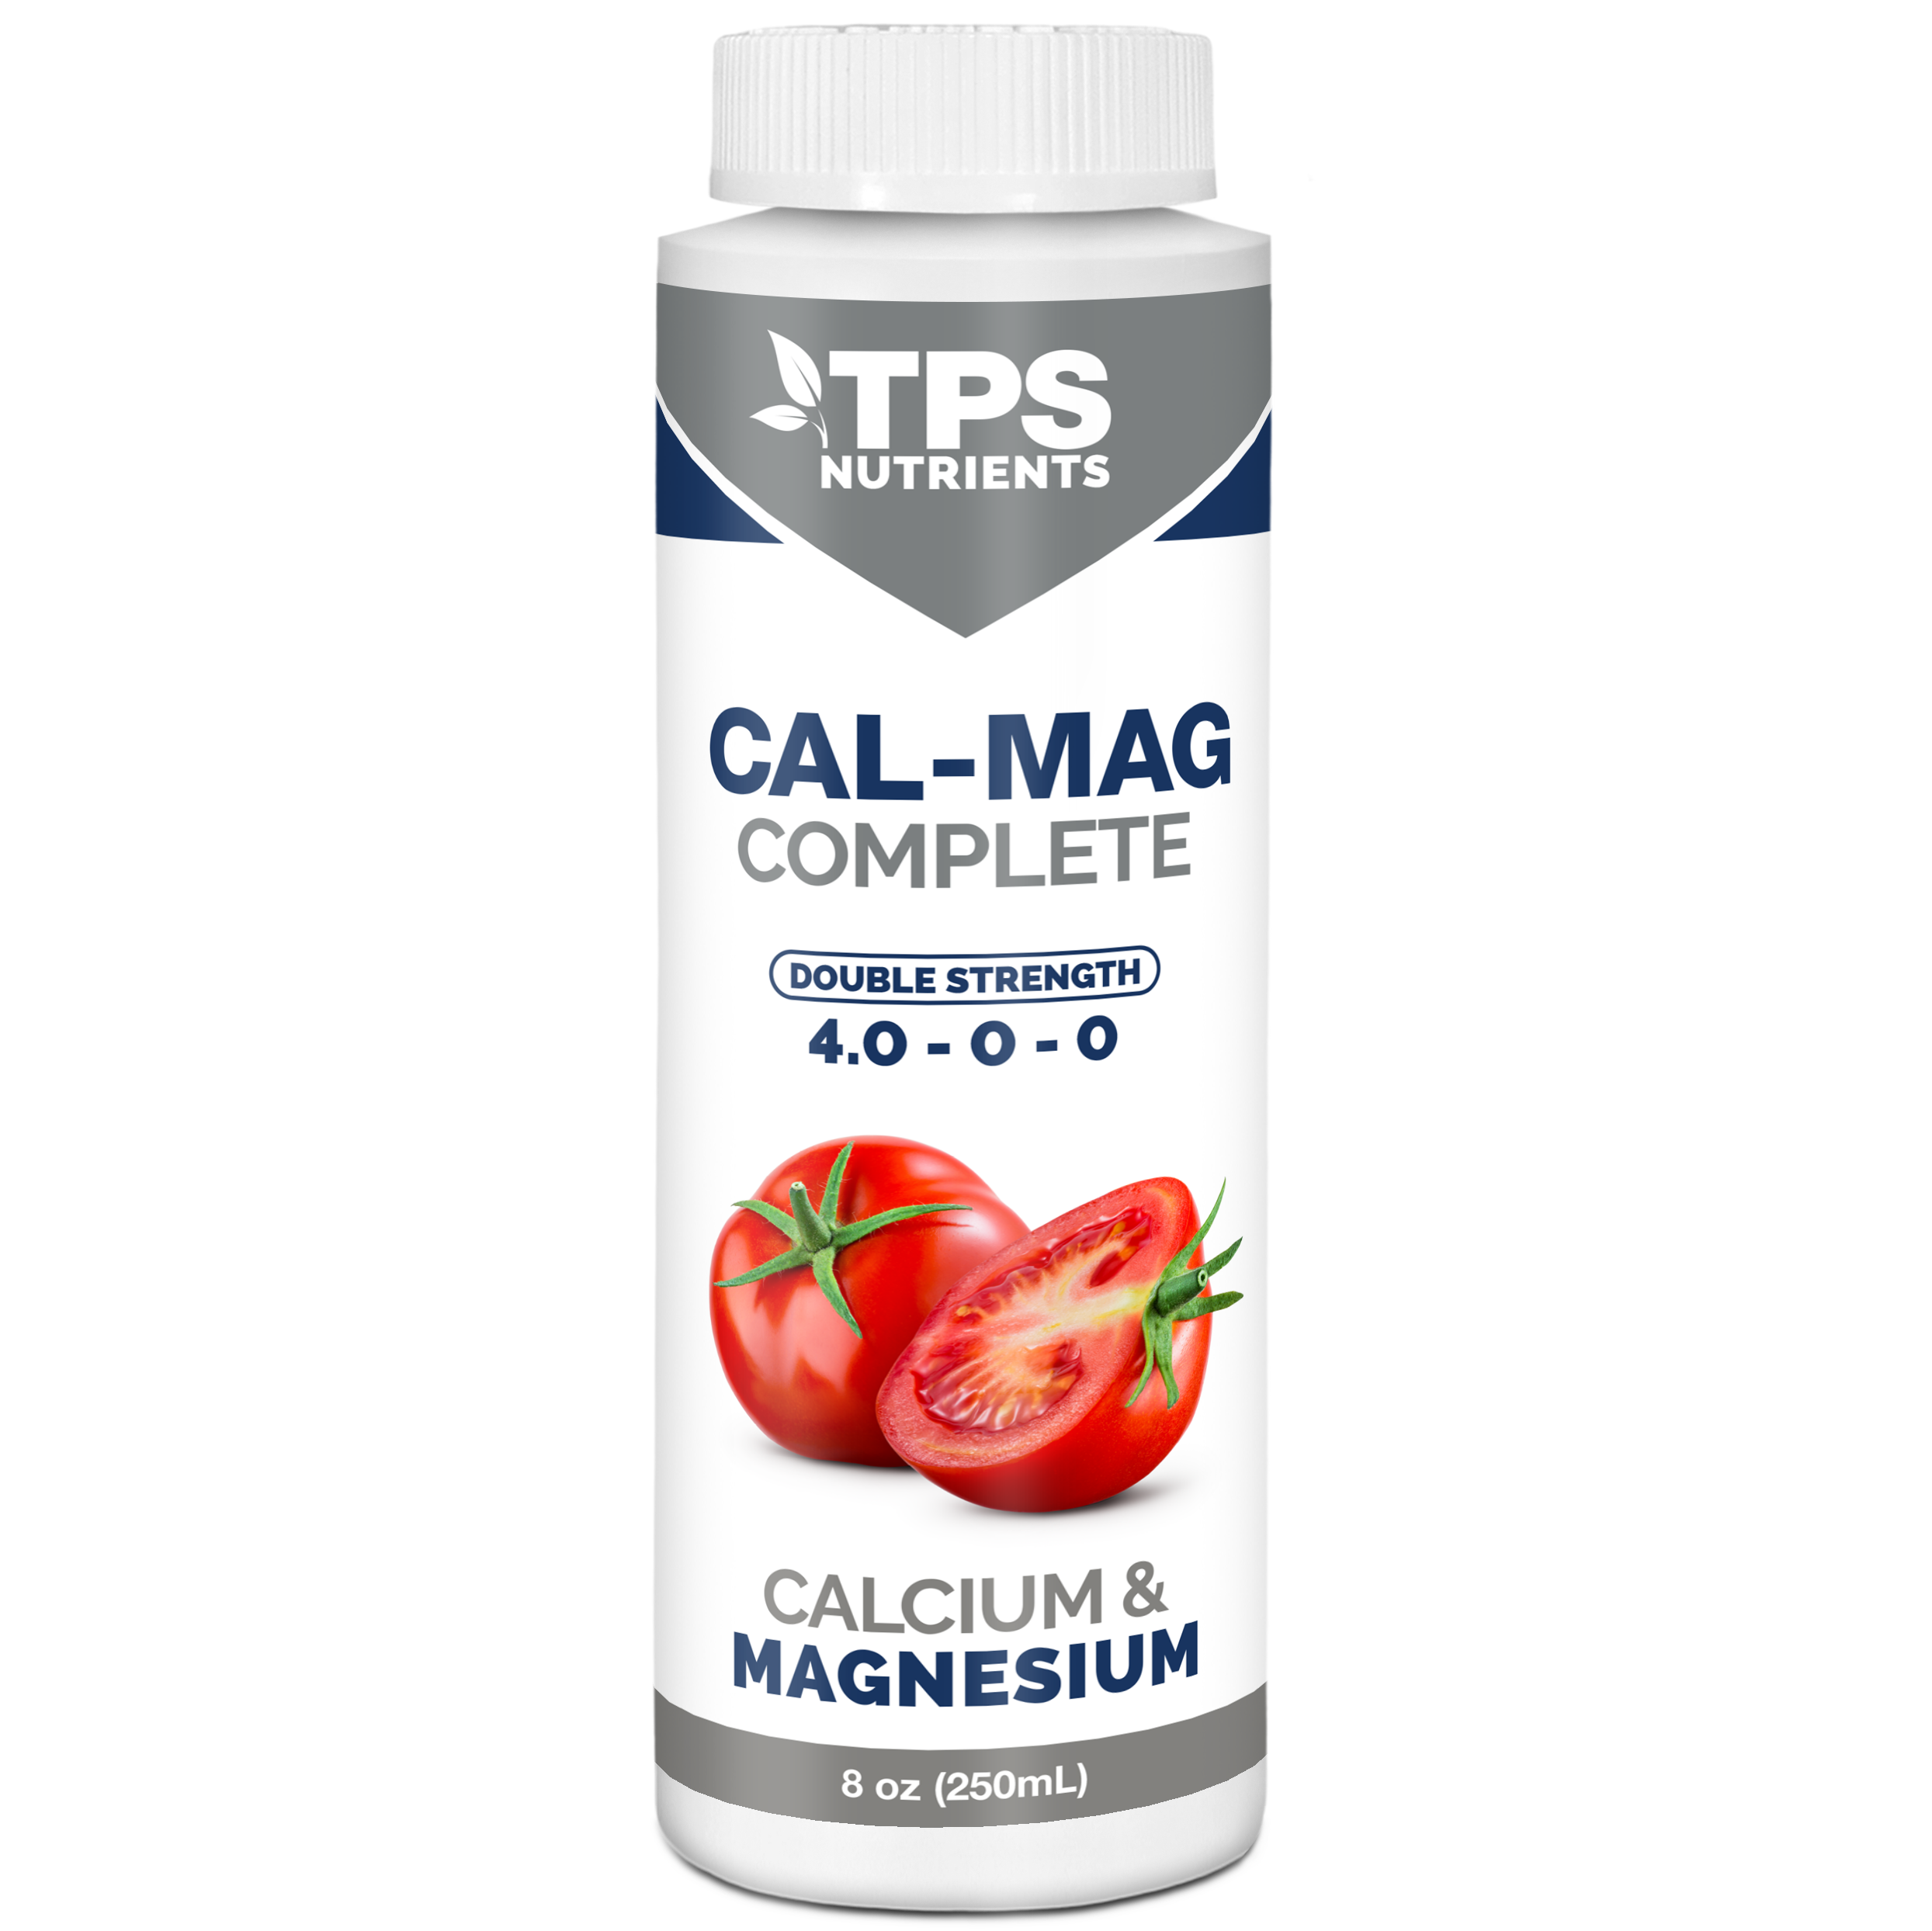 TPS
NUTRIENTS
CAL-MAG
COMPLETE
DOUBLE STRENGTH
4.0 - 0 - 0
CALCIUM &
MAGNESIUM
8 oz (250mL)